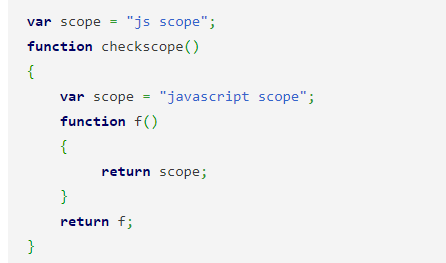 var scope = "js scope";
function checkscope()
{
    var scope = "javascript scope";
    function f()
    {
         return scope;
    }
    return f;
}